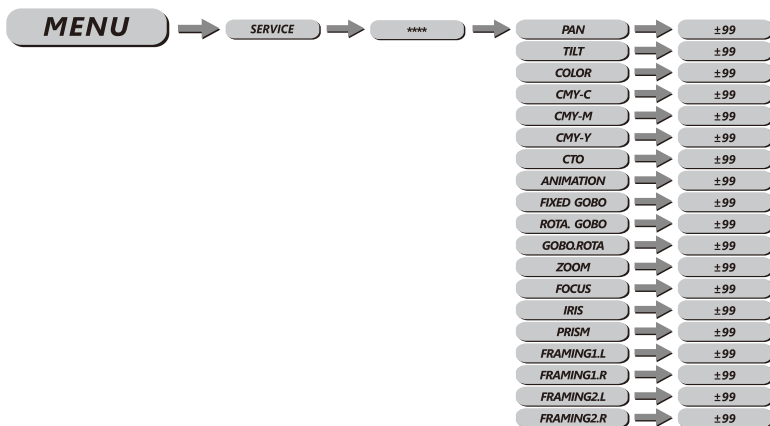 MENU SERVICE **** PAN ±99
TILT ±99
COLOR ±99
CMY-C ±99
CMY-M ±99
CMY-Y ±99
CTO ±99
ANIMATION ±99
FIXED GOBO ±99
ROTA. GOBO ±99
GOBO.ROTA ±99
ZOOM ±99
FOCUS ±99
IRIS ±99
PRISM ±99
FRAMING1.L ±99
FRAMING1.R ±99
FRAMING2.L ±99
FRAMING2.R ±99